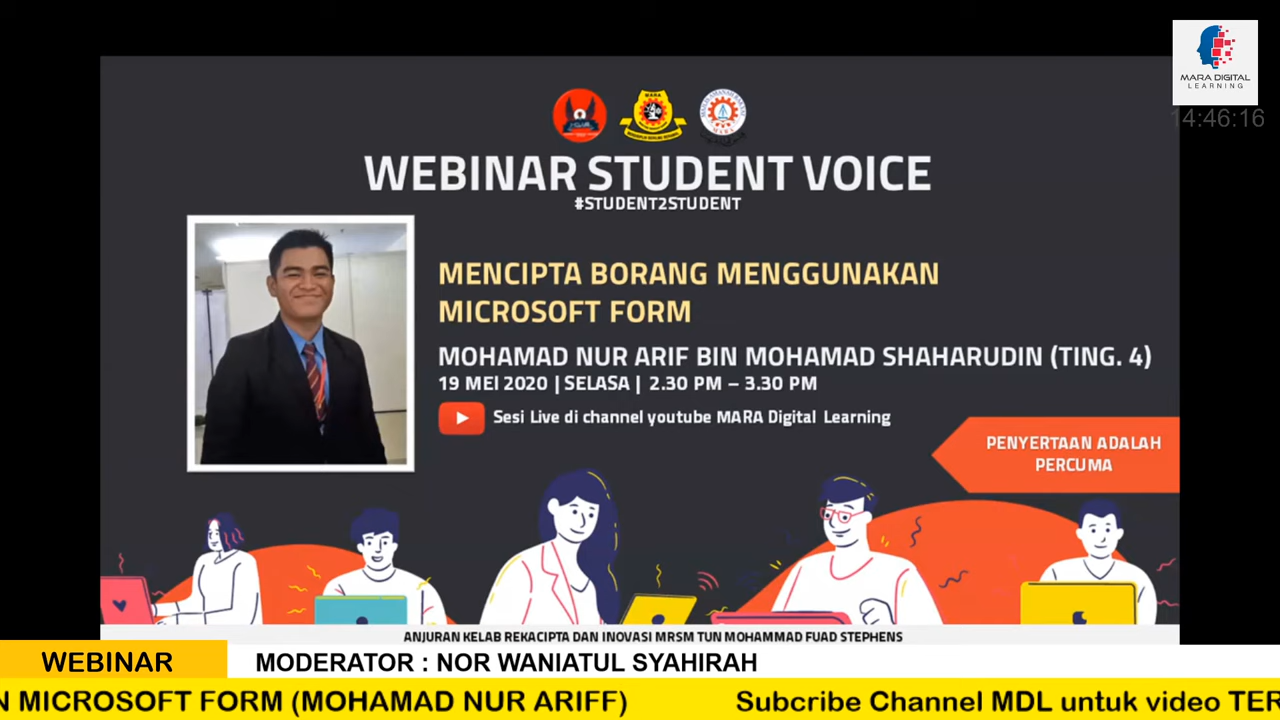 MARA DIGITAL
LEARNING
14:46:16
MARA
MARA
WEBINAR STUDENT VOICE
#STUDENT2STUDENT
MENCIPTA BORANG MENGGUNAKAN
MICROSOFT FORM
MOHAMAD NUR ARIF BIN MOHAMAD SHAHARUDIN (TING. 4)
19 MEI 2020 | SELASA | 2.30 PM – 3.30 PM
Sesi Live di channel youtube MARA Digital Learning
PENYERTAAN ADALAH
PERCUMA
ANJURAN KELAB REKACIPTA DAN INOVASI MRSM TUN MOHAMMAD FUAD STEPHENS
WEBINAR
MODERATOR : NOR WANIATUL SYAHIRAH
N MICROSOFT FORM (MOHAMAD NUR ARIFF) Subcribe Channel MDL untuk video TER